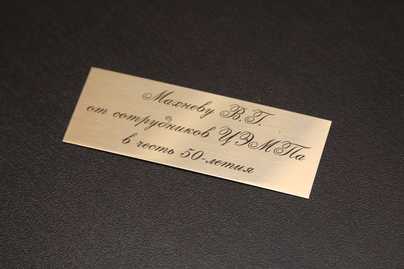 Махневу В.Г.
от сотрудников ЦЭМПа
в честь 50-летия